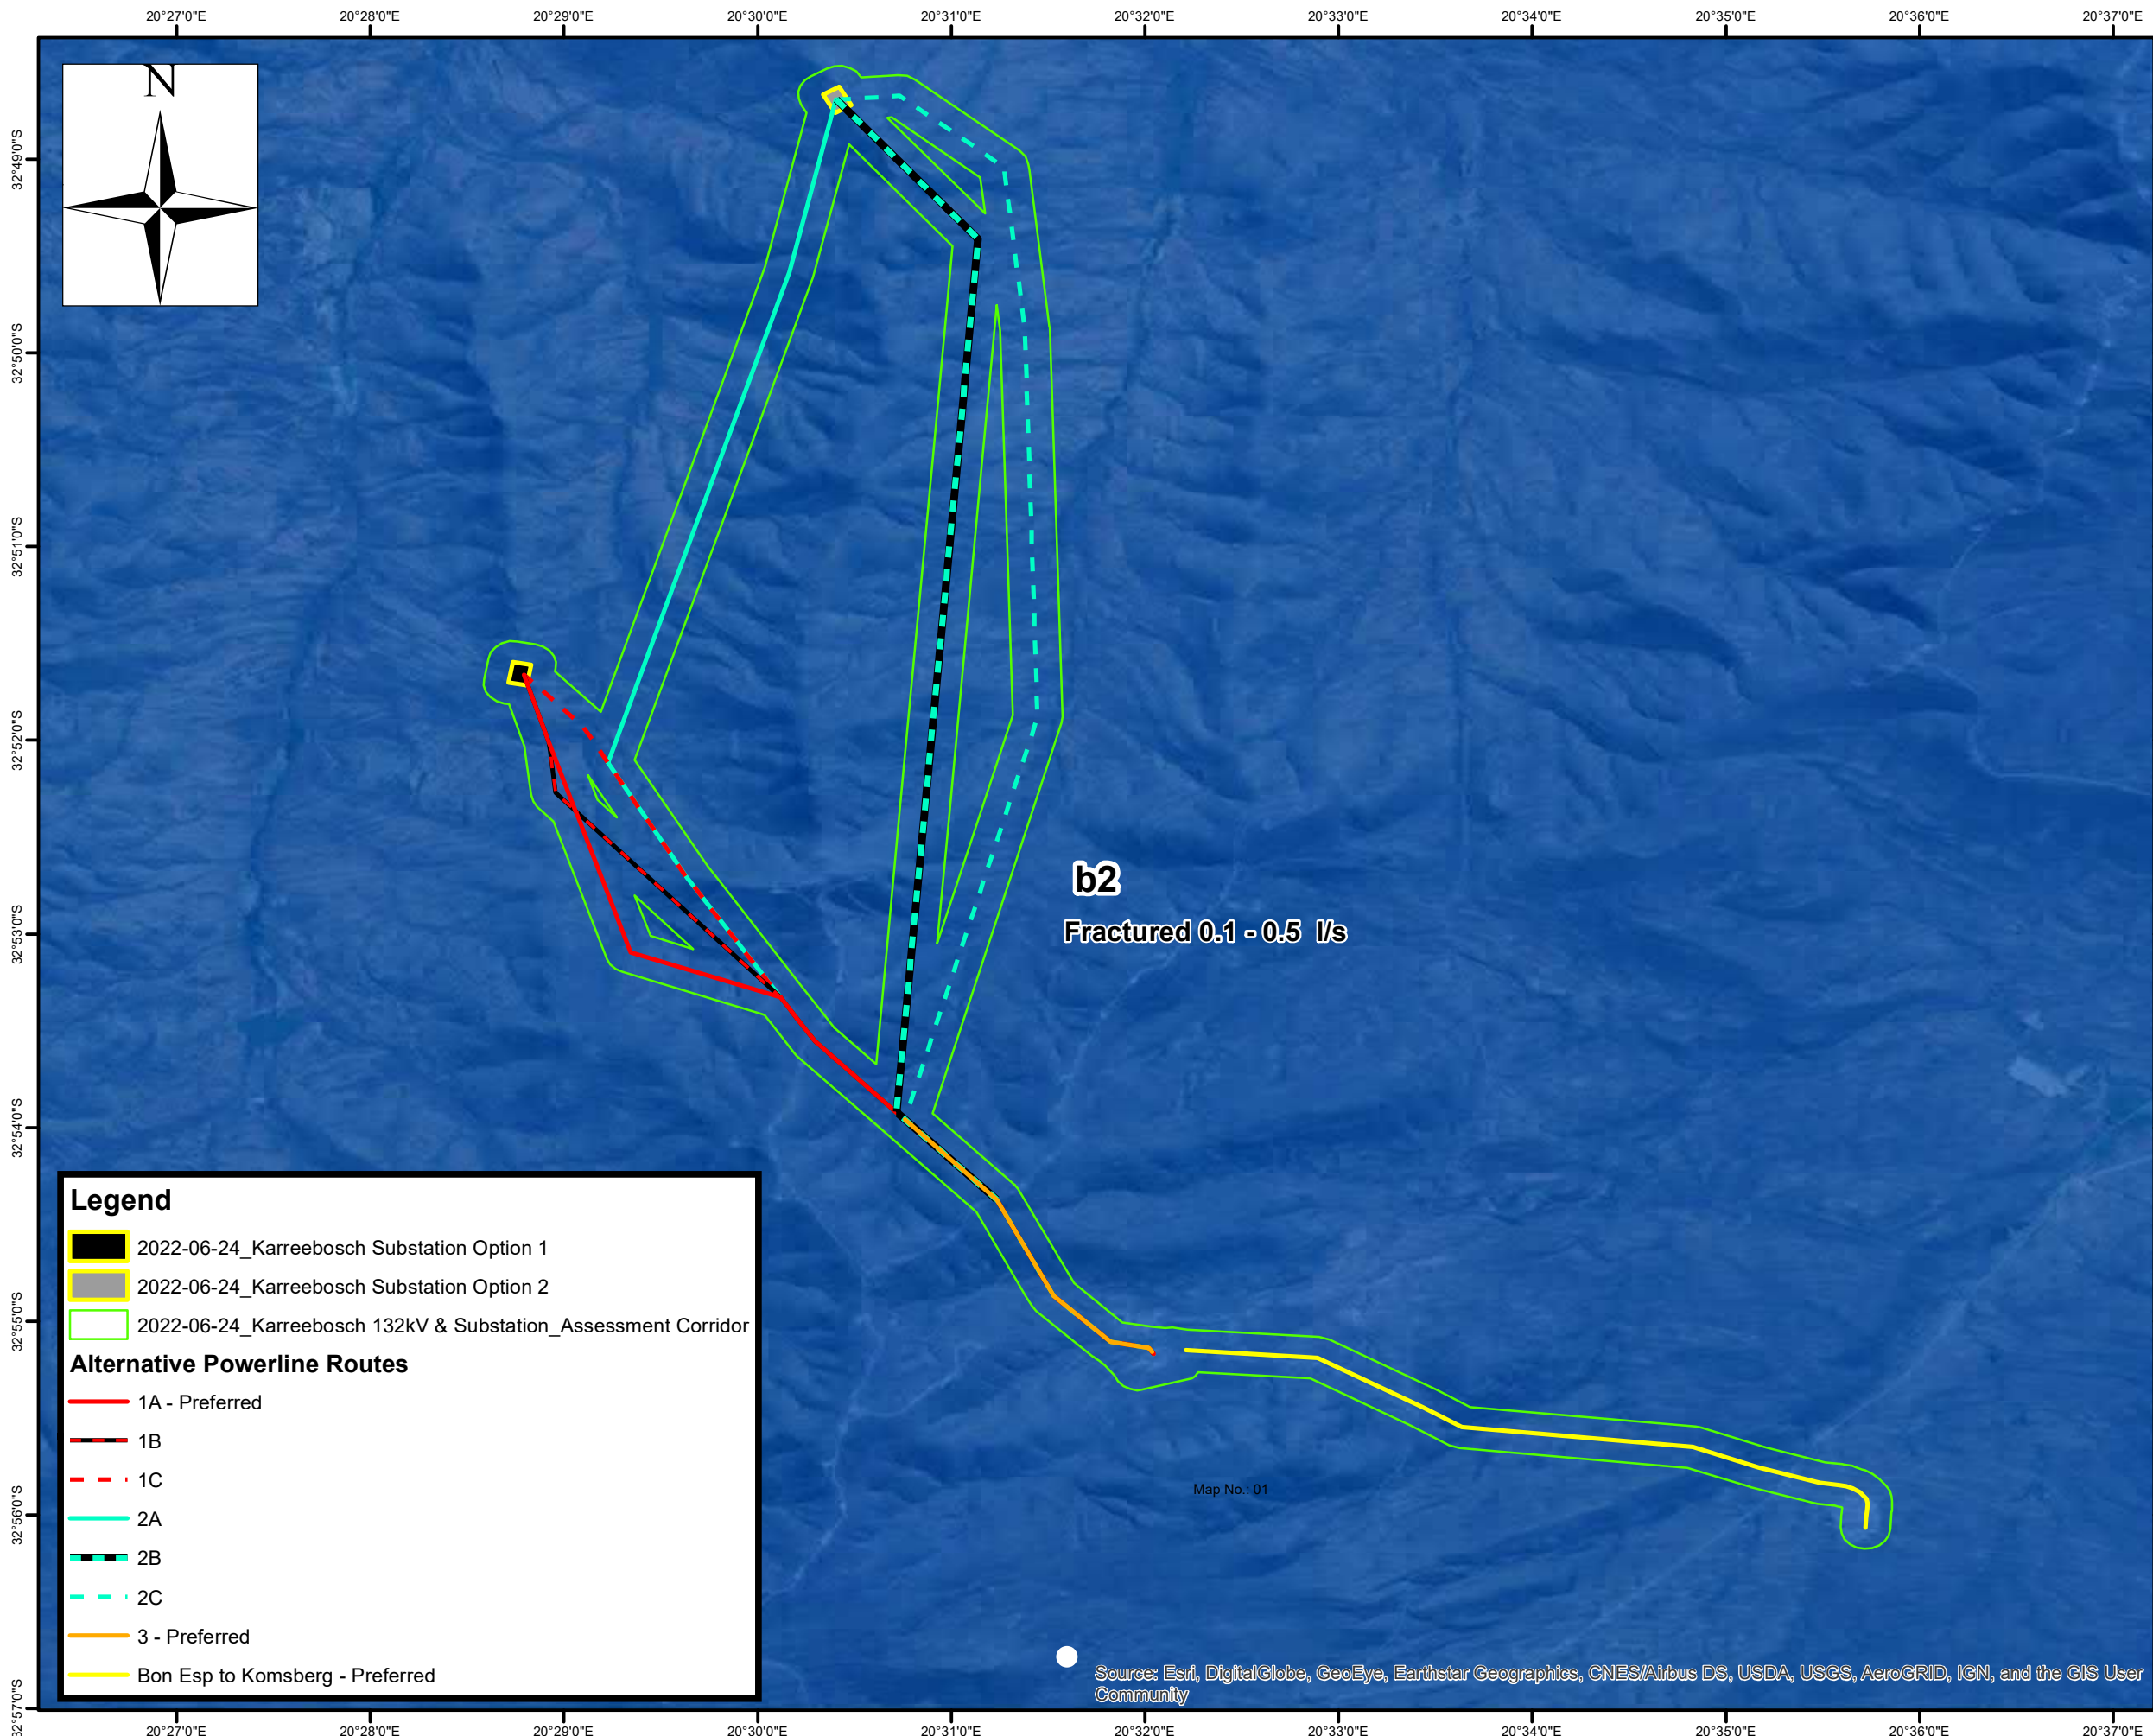 20°27'0"E 20°28'0"E 20°29'0"E 20°30'0"E 20°31'0"E 20°32'0"E 20°33'0"E 20°34'0"E 20°35'0"E 20°36'0"E 20°37'0"E
N
32°49'0"S
32°50'0"S
32°51'0"S
32°52'0"S
32°53'0"S
32°54'0"S
32°55'0"S
32°56'0"S
32°57'0"S
b2
Fractured 0.1 - 0.5 l/s
Legend
2022-06-24_Karreebosch Substation Option 1
2022-06-24_Karreebosch Substation Option 2
2022-06-24_Karreebosch 132kV & Substation_Assessment Corridor
Alternative Powerline Routes
1A - Preferred
1B
1C
2A
2B
2C
3 - Preferred
Bon Esp to Komsberg - Preferred
Map No.: 01
Source: Esri, DigitalGlobe, GeoEye, Earthstar Geographics, CNES/Airbus DS, USDA, USGS, AeroGRID, IGN, and the GIS User
Community
20°27'0"E 20°28'0"E 20°29'0"E 20°30'0"E 20°31'0"E 20°32'0"E 20°33'0"E 20°34'0"E 20°35'0"E 20°36'0"E 20°37'0"E